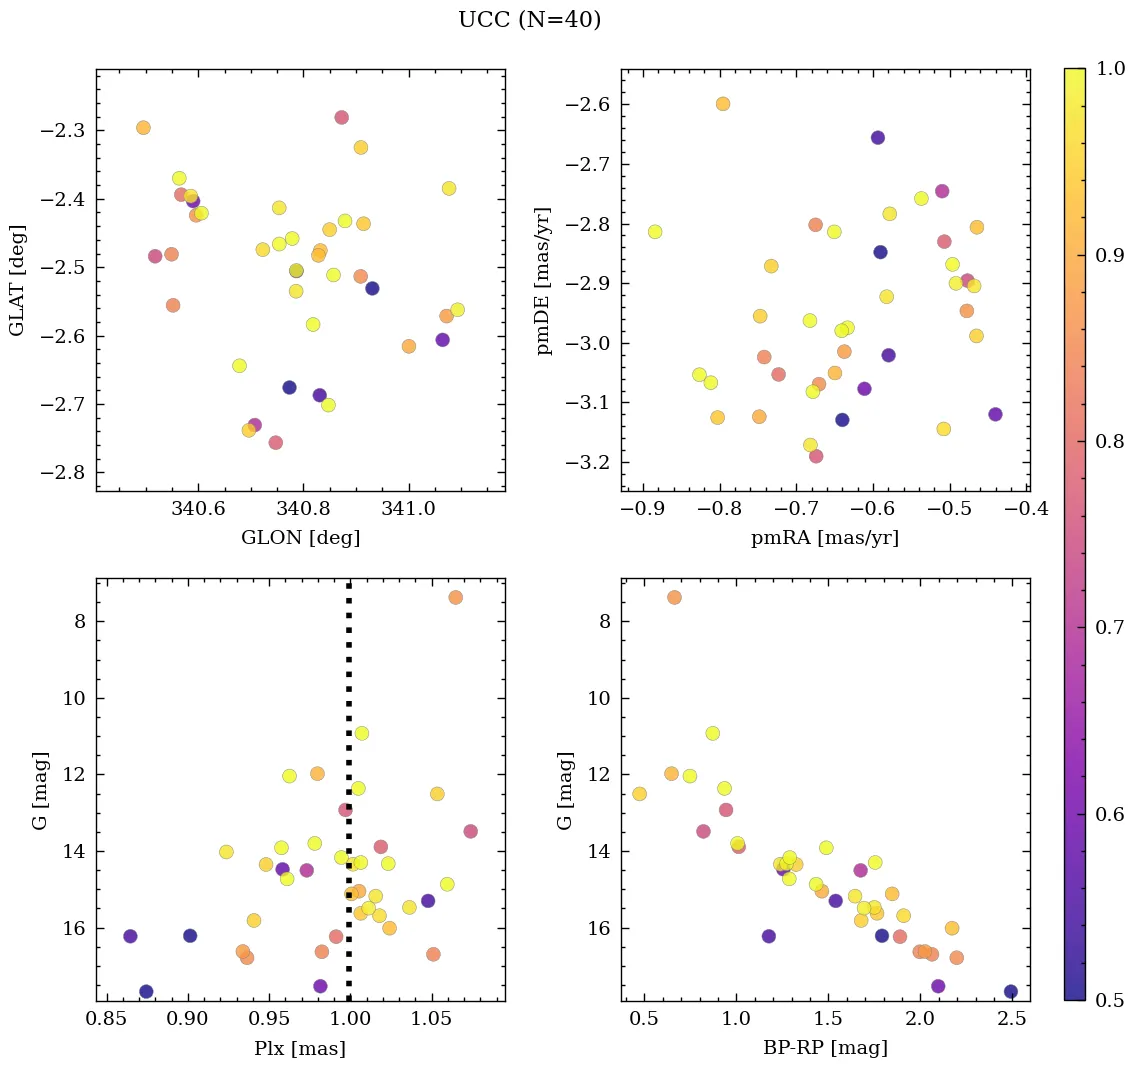 UCC (N=40)
−2.3
−2.4
−2.5
−2.6
−2.7
−2.8
GLAT [deg]
340.6 340.8 341.0
GLON [deg]
−2.6
−2.7
−2.8
−2.9
−3.0
−3.1
−3.2
pmDE [mas/yr]
−0.9 −0.8 −0.7 −0.6 −0.5 −0.4
pmRA [mas/yr]
8
10
12
14
16
G [mag]
0.85 0.90 0.95 1.00 1.05
Plx [mas]
8
10
12
14
16
G [mag]
0.5 1.0 1.5 2.0 2.5
BP-RP [mag]
1.0
0.9
0.8
0.7
0.6
0.5